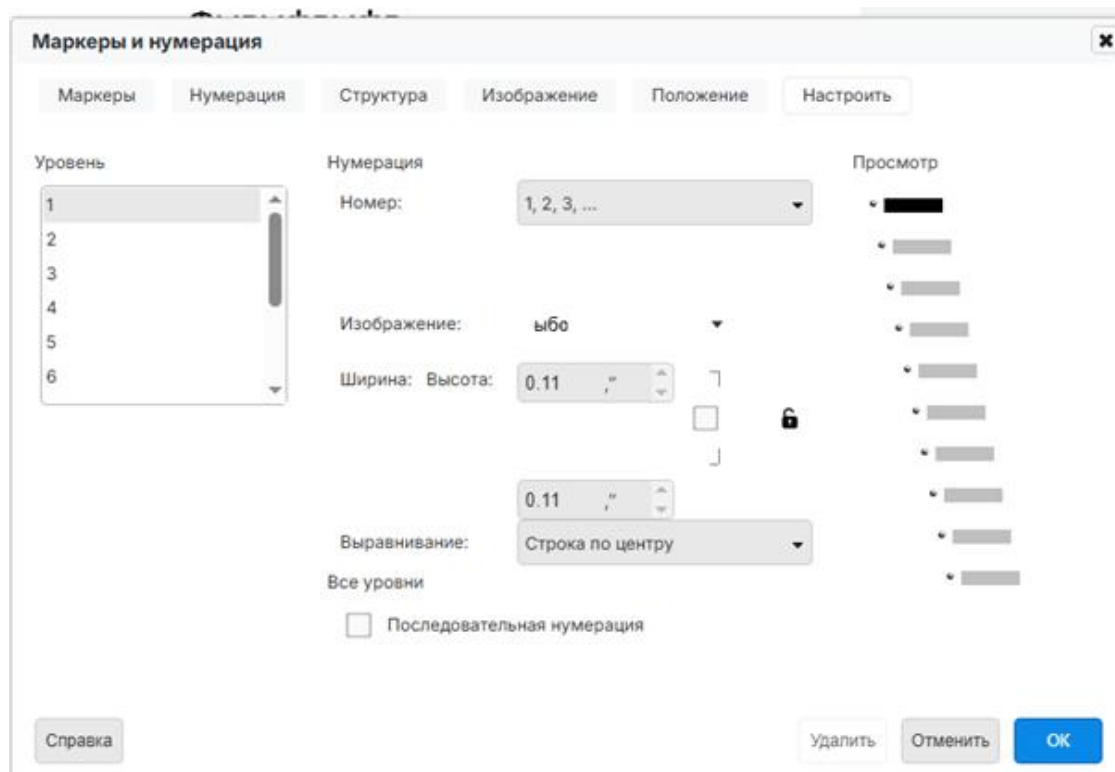 Маркеры и нумерация
Маркеры Нумерация Структура Изображение Положение Настроить
Уровень
1
2
3
4
5
6
Нумерация
Номер: 1, 2, 3, ...
Изображение: ыбо
Ширина: Высота: 0.11 ,"
0.11 ,"
Выравнивание: Строка по центру
Все уровни
Последовательная нумерация
Просмотр
Справка Удалить Отменить OK